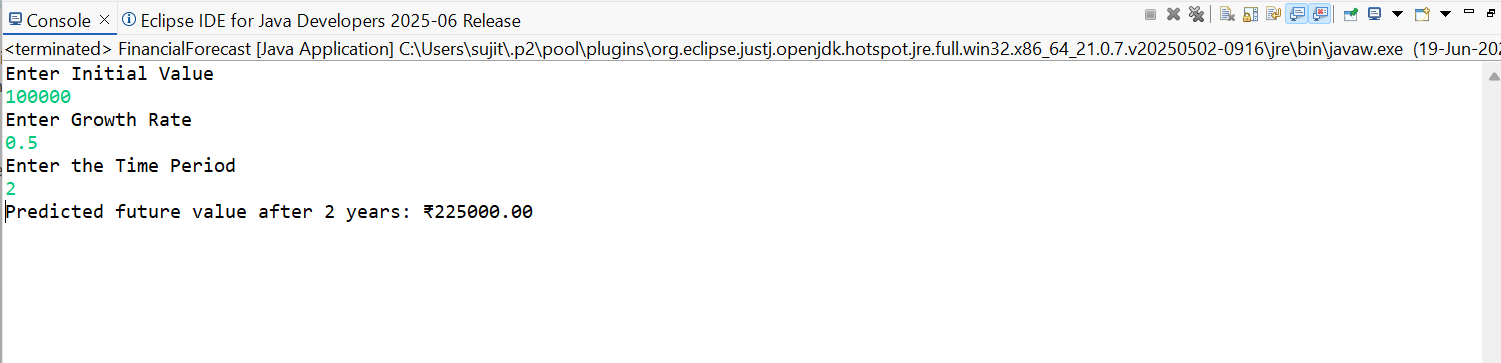 Console Eclipse IDE for Java Developers 2025-06 Release
<terminated> FinancialForecast [Java Application] C:\Users\sujit\.p2\pool\plugins\org.eclipse.justj.openjdk.hotspot.jre.full.win32.x86_64_21.0.7.v20250502-0916\jre\bin\javaw.exe (19-Jun-202
Enter Initial Value
100000
Enter Growth Rate
0.5
Enter the Time Period
2
Predicted future value after 2 years: ₹225000.00